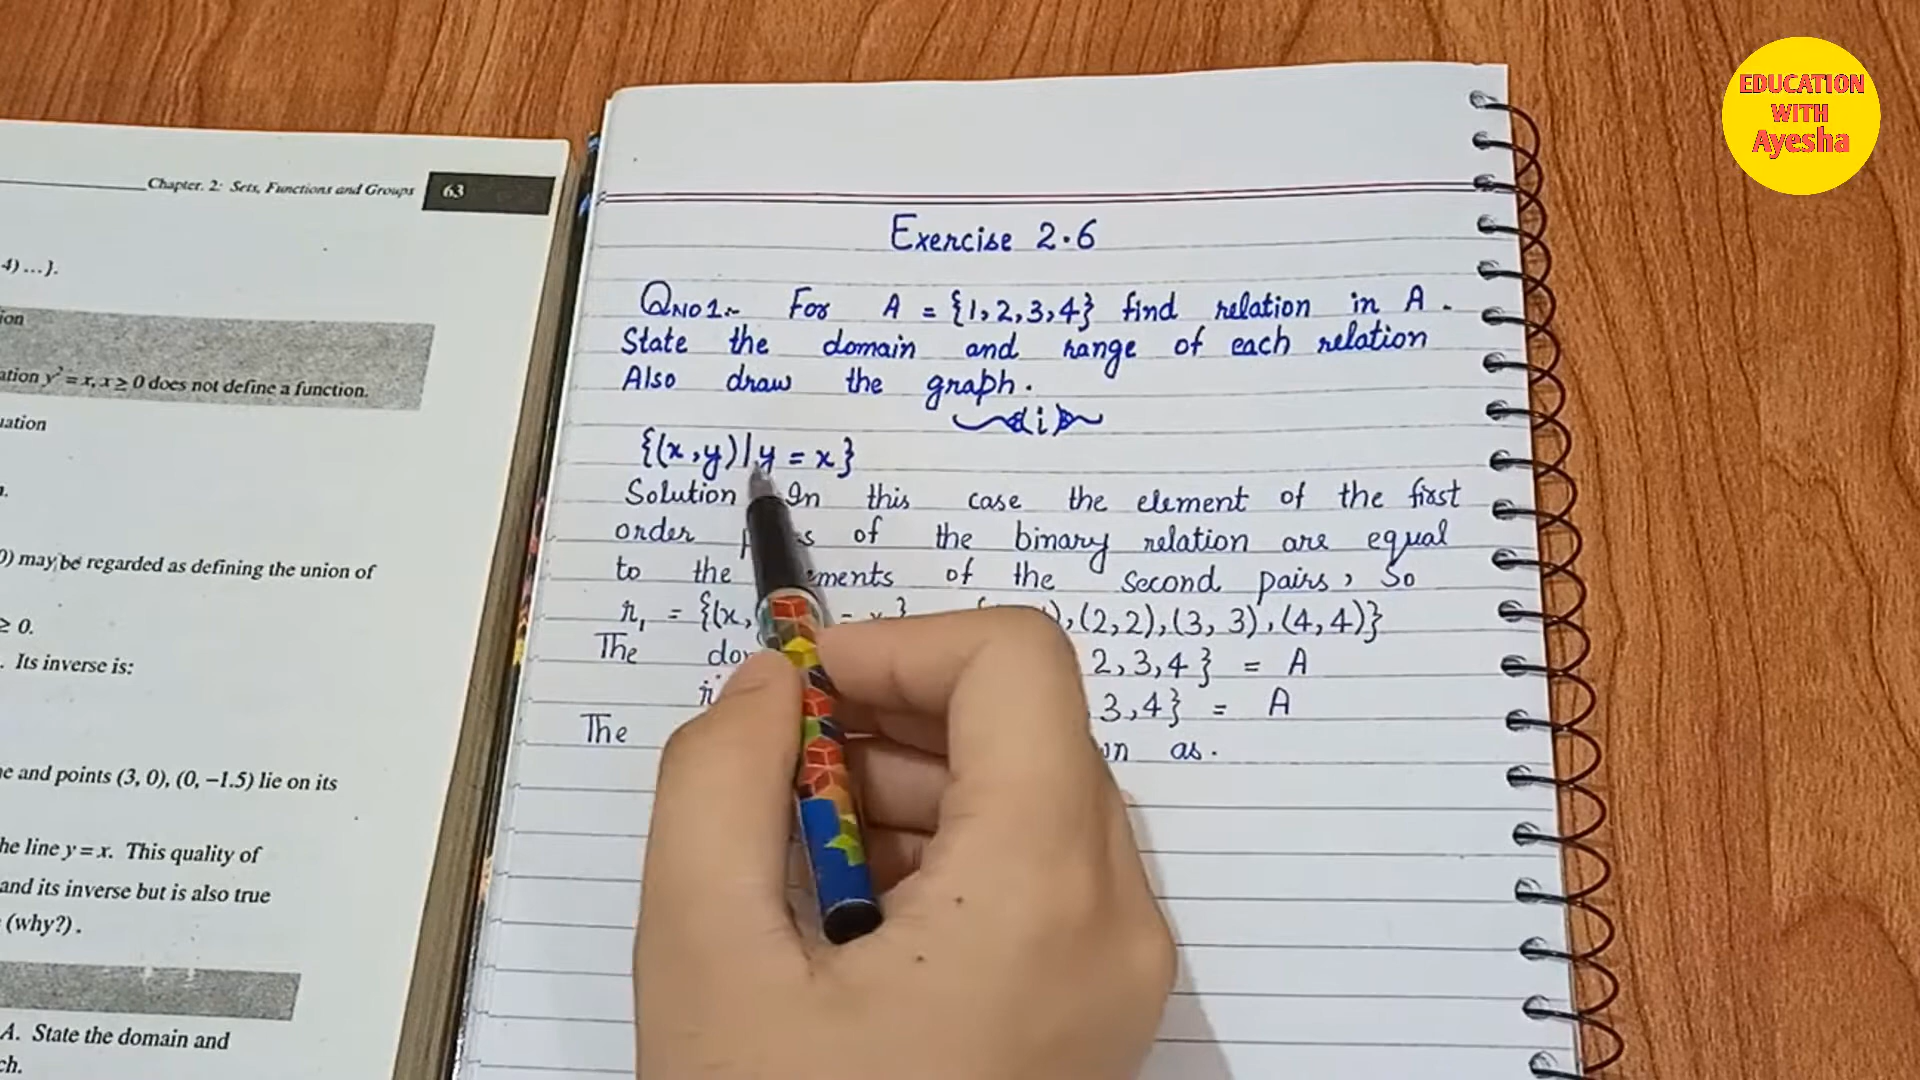 Chapter. 2: Sets, Functions and Groups 63
4) ...}.
ion
ation y² = x, x ≥ 0 does not define a function.
uation
0) may be regarded as defining the union of
≥ 0.
. Its inverse is:
e and points (3, 0), (0, −1.5) lie on its
he line y = x. This quality of
and its inverse but is also true
(why?).
A. State the domain and
ch.
Exercise 2.6
QNO1:- For A = {1,2,3,4} find relation in A.
State the domain and range of each relation
Also draw the graph.
i
{(x,y)|y = x}
Solution In this case the element of the first
order of the binary relation are equal
to the ments of the second pairs, So
r₁ = {(x, = x} ,(2,2),(3,3),(4,4)}
The do 2,3,4} = A
3,4} = A
The as.
EDUCATION
WITH
Ayesha